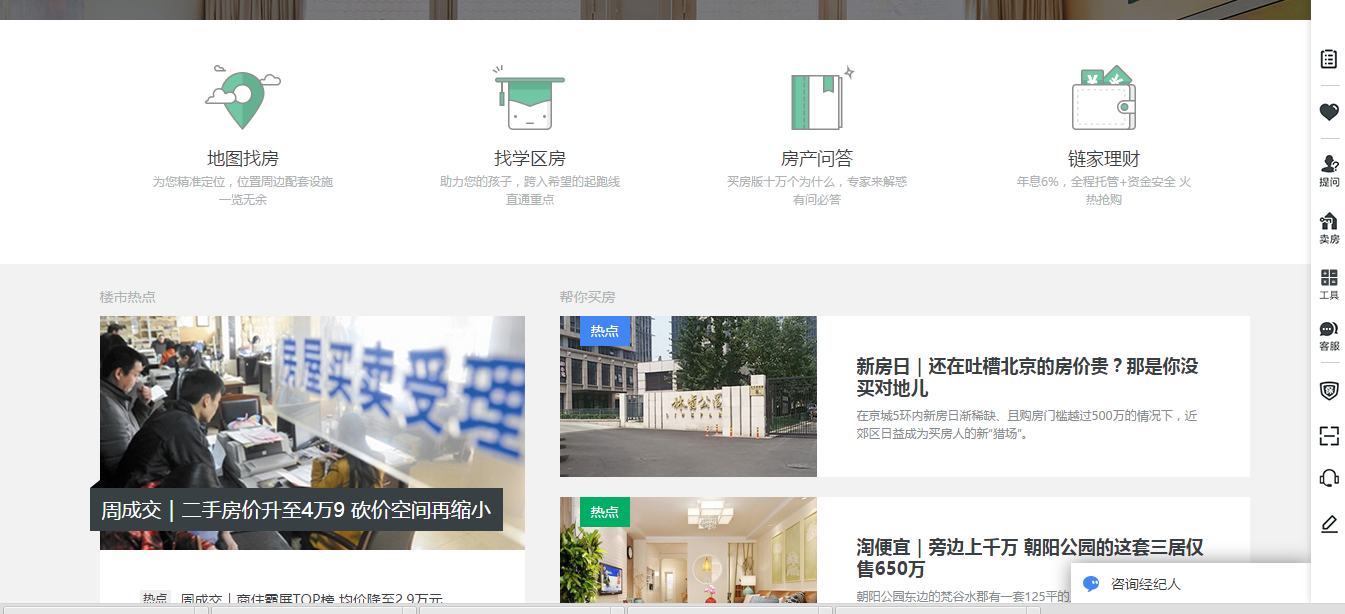 地图找房
为您精准定位，位置周边配套设施
一览无余
找学区房
助力您的孩子，跨入希望的起跑线
直通重点
房产问答
买房版十万个为什么，专家来解惑
有问必答
链家理财
年息6%，全程托管+资金安全 火
热抢购
提问
卖房
工具
客服
楼市热点
房屋买卖受理
周成交｜二手房价升至4万9 砍价空间再缩小
热点 周成交｜商住霸屏TOP榜 均价降至2.9万元
帮你买房
热点
新房日｜还在吐槽北京的房价贵？那是你没
买对地儿
在京城5环内新房日渐稀缺、且购房门槛越过500万的情况下，近
郊区日益成为买房人的新“猎场”。
热点
淘便宜｜旁边上千万 朝阳公园的这套三居仅
售650万
朝阳公园东边的梵谷水郡有一套125平的
咨询经纪人